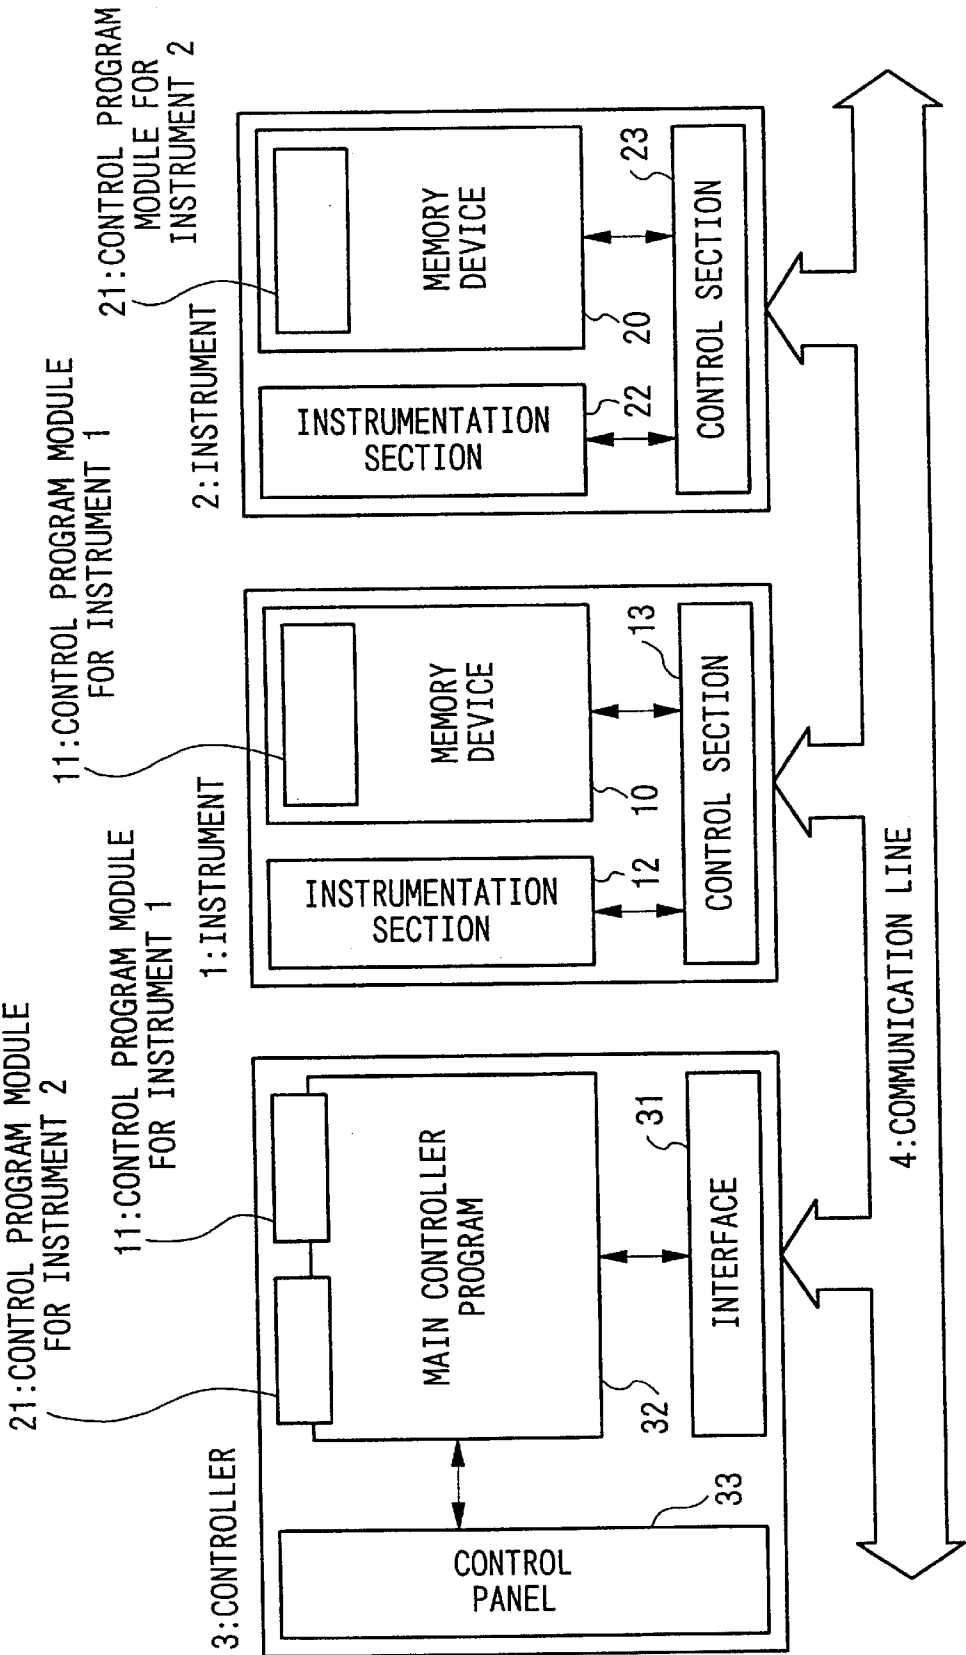 21:CONTROL PROGRAM MODULE
FOR INSTRUMENT 2
11:CONTROL PROGRAM MODULE
FOR INSTRUMENT 1
3:CONTROLLER
CONTROL
PANEL
33
MAIN CONTROLLER
PROGRAM
32
INTERFACE
31
11:CONTROL PROGRAM MODULE
FOR INSTRUMENT 1
1:INSTRUMENT
INSTRUMENTATION
SECTION
12
MEMORY
DEVICE
10
CONTROL SECTION
13
21:CONTROL PROGRAM
MODULE FOR
INSTRUMENT 2
2:INSTRUMENT
INSTRUMENTATION
SECTION
22
MEMORY
DEVICE
20
CONTROL SECTION
23
4:COMMUNICATION LINE